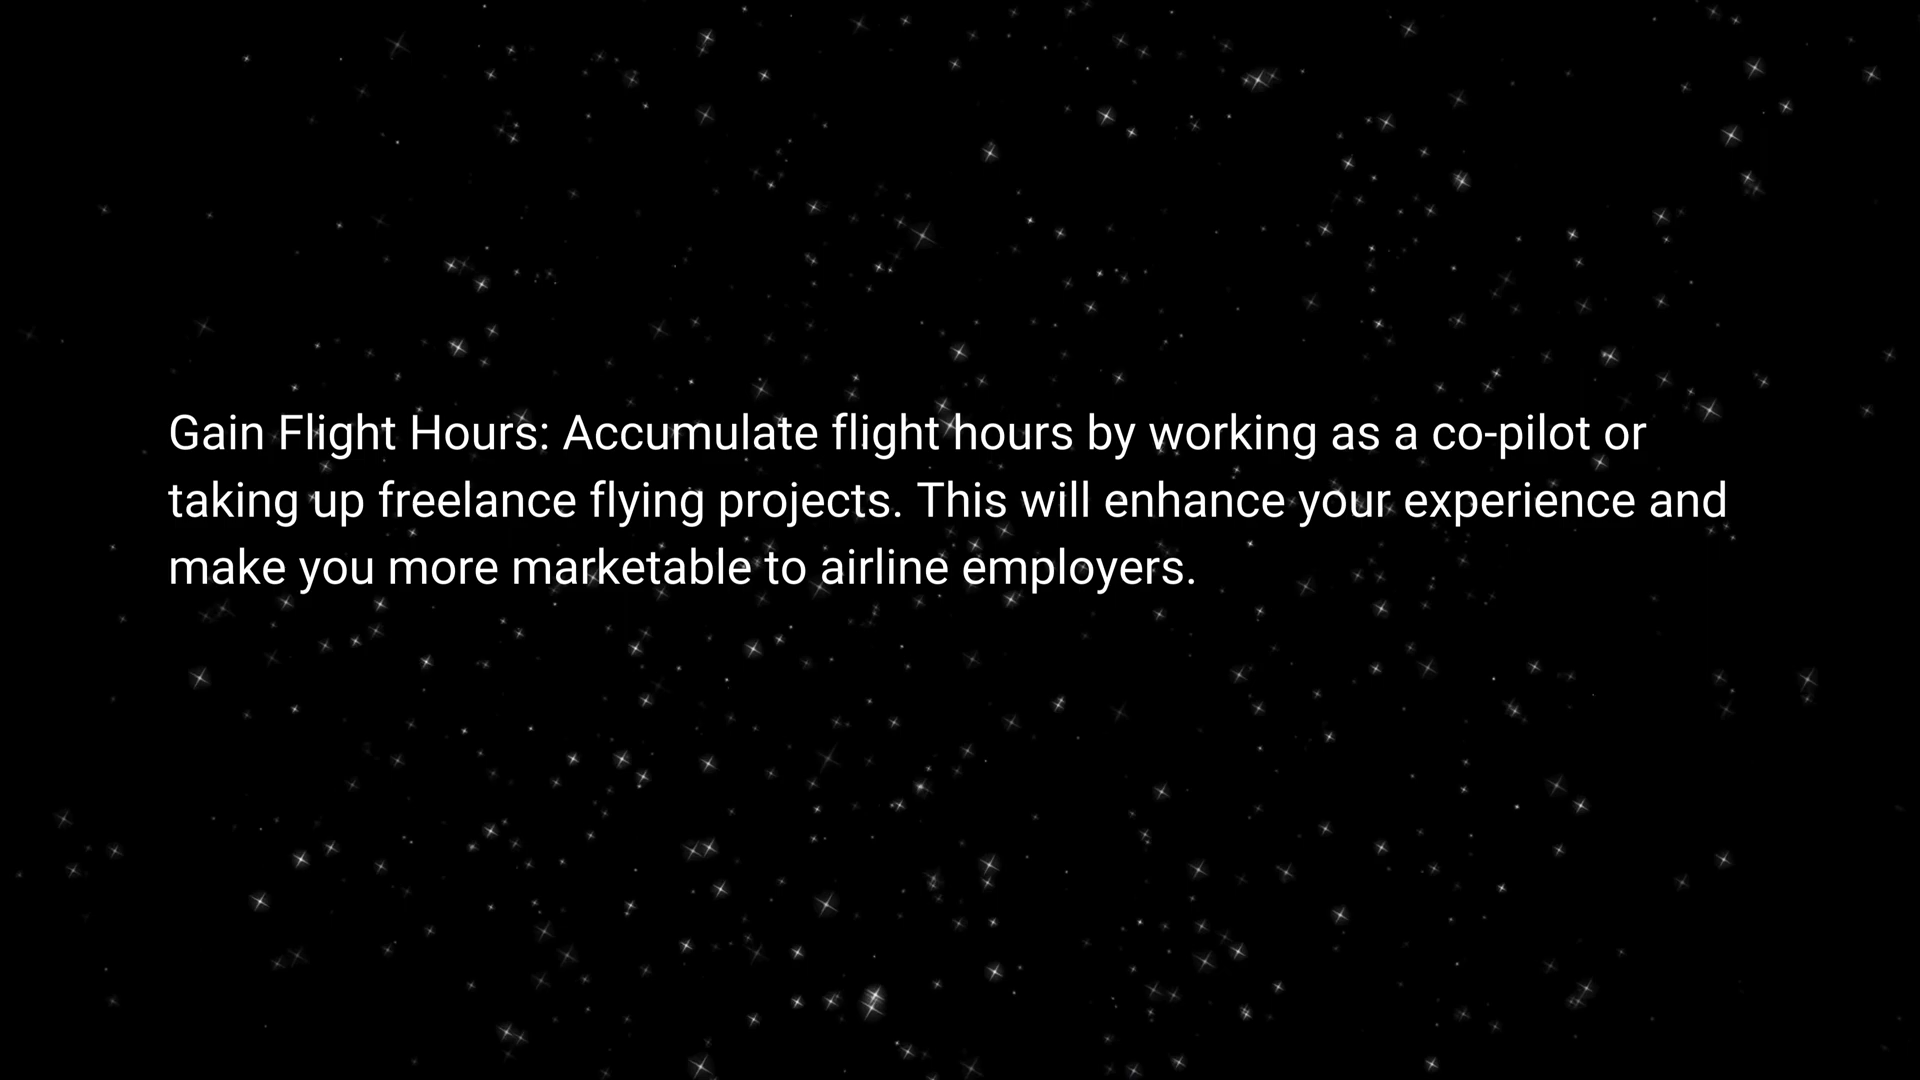 Gain Flight Hours: Accumulate flight hours by working as a co-pilot or
taking up freelance flying projects. This will enhance your experience and
make you more marketable to airline employers.